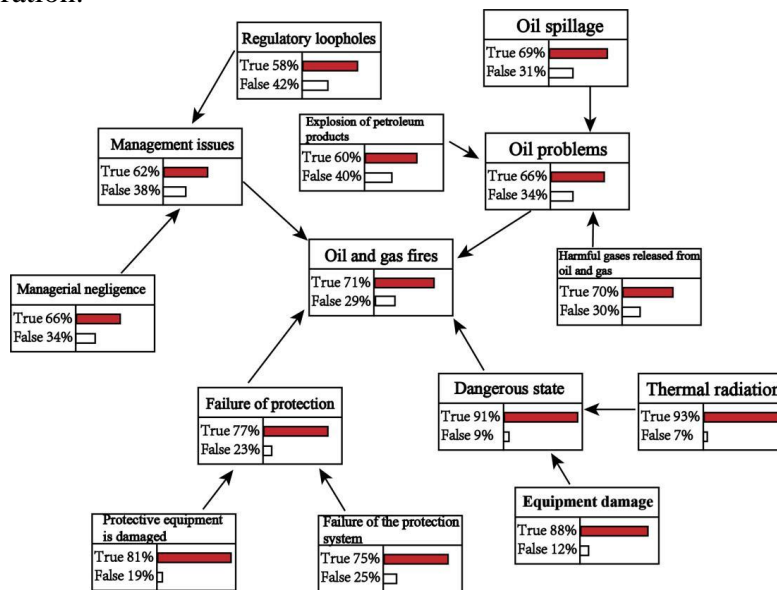 ration.
Regulatory loopholes
True 58%
False 42%
Oil spillage
True 69%
False 31%
Management issues
True 62%
False 38%
Explosion of petroleum
products
True 60%
False 40%
Oil problems
True 66%
False 34%
Oil and gas fires
True 71%
False 29%
Harmful gases released from
oil and gas
True 70%
False 30%
Managerial negligence
True 66%
False 34%
Failure of protection
True 77%
False 23%
Dangerous state
True 91%
False 9%
Thermal radiation
True 93%
False 7%
Protective equipment
is damaged
True 81%
False 19%
Failure of the protection
system
True 75%
False 25%
Equipment damage
True 88%
False 12%